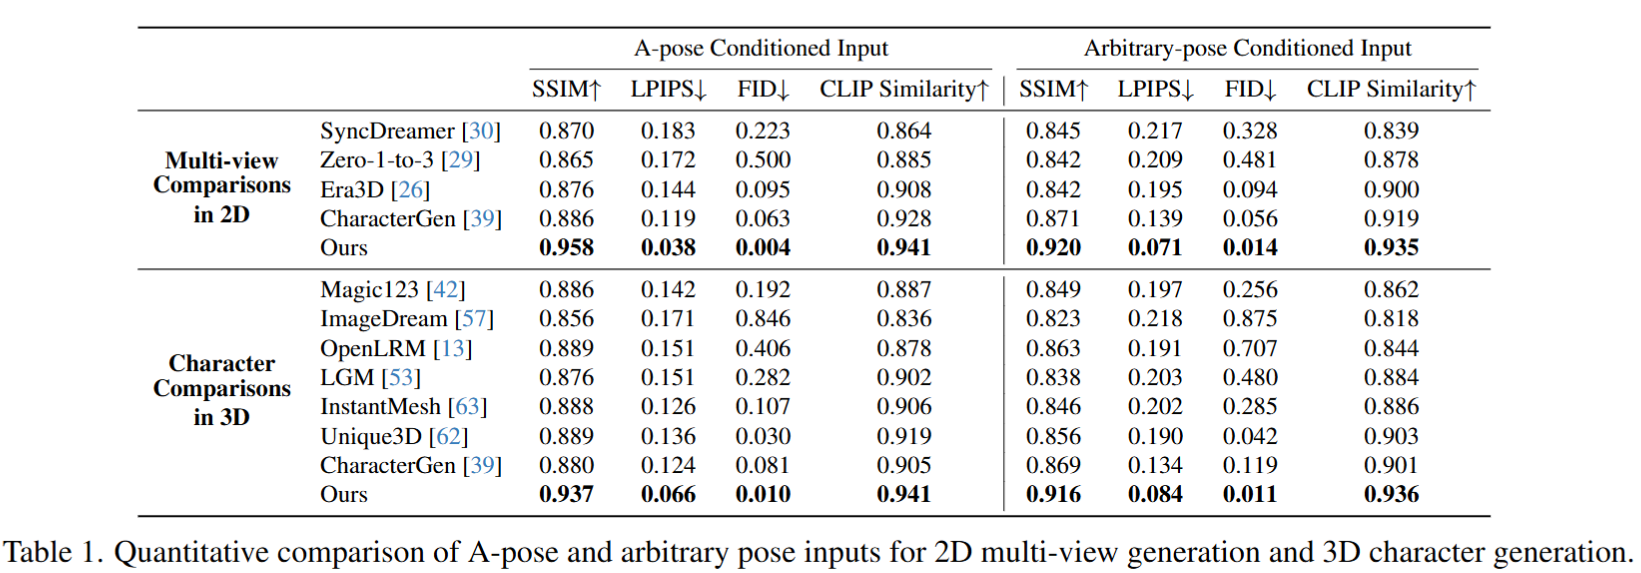 A-pose Conditioned Input Arbitrary-pose Conditioned Input
SSIM↑ LPIPS↓ FID↓ CLIP Similarity↑ SSIM↑ LPIPS↓ FID↓ CLIP Similarity↑
Multi-view Comparisons in 2D
SyncDreamer [30] 0.870 0.183 0.223 0.864 0.845 0.217 0.328 0.839
Zero-1-to-3 [29] 0.865 0.172 0.500 0.885 0.842 0.209 0.481 0.878
Era3D [26] 0.876 0.144 0.095 0.908 0.842 0.195 0.094 0.900
CharacterGen [39] 0.886 0.119 0.063 0.928 0.871 0.139 0.056 0.919
Ours 0.958 0.038 0.004 0.941 0.920 0.071 0.014 0.935
Character Comparisons in 3D
Magic123 [42] 0.886 0.142 0.192 0.887 0.849 0.197 0.256 0.862
ImageDream [57] 0.856 0.171 0.846 0.836 0.823 0.218 0.875 0.818
OpenLRM [13] 0.889 0.151 0.406 0.878 0.863 0.191 0.707 0.844
LGM [53] 0.876 0.151 0.282 0.902 0.838 0.203 0.480 0.884
InstantMesh [63] 0.888 0.126 0.107 0.906 0.846 0.202 0.285 0.886
Unique3D [62] 0.889 0.136 0.030 0.919 0.856 0.190 0.042 0.903
CharacterGen [39] 0.880 0.124 0.081 0.905 0.869 0.134 0.119 0.901
Ours 0.937 0.066 0.010 0.941 0.916 0.084 0.011 0.936
Table 1. Quantitative comparison of A-pose and arbitrary pose inputs for 2D multi-view generation and 3D character generation.